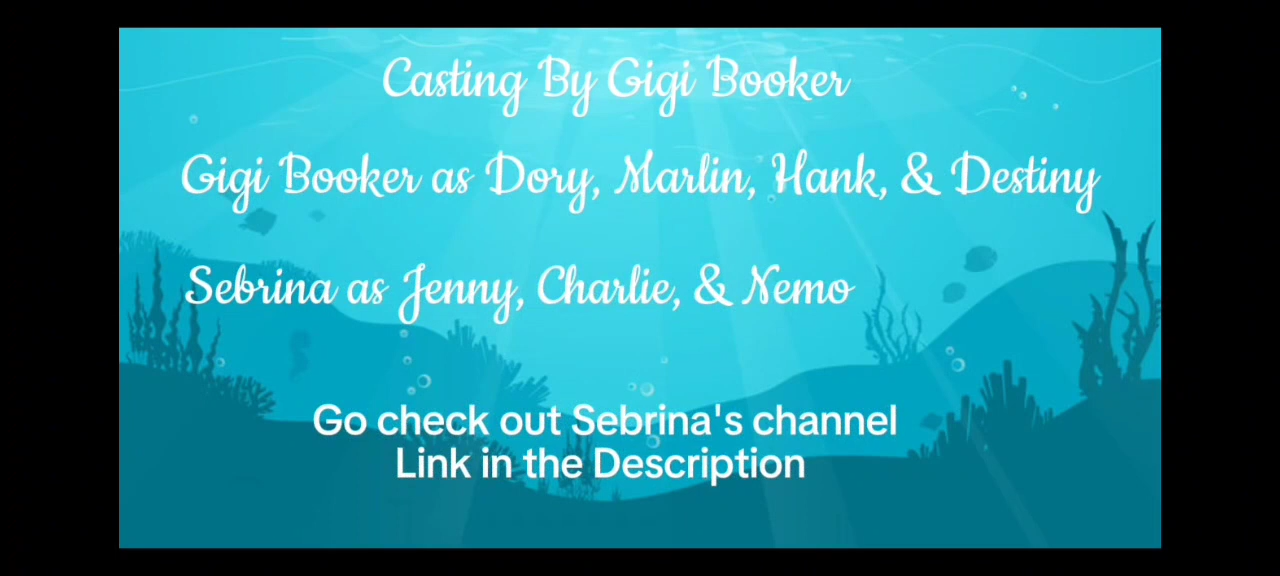 Casting By Gigi Booker
Gigi Booker as Dory, Marlin, Hank, & Destiny
Sebrina as Jenny, Charlie, & Nemo
Go check out Sebrina's channel
Link in the Description